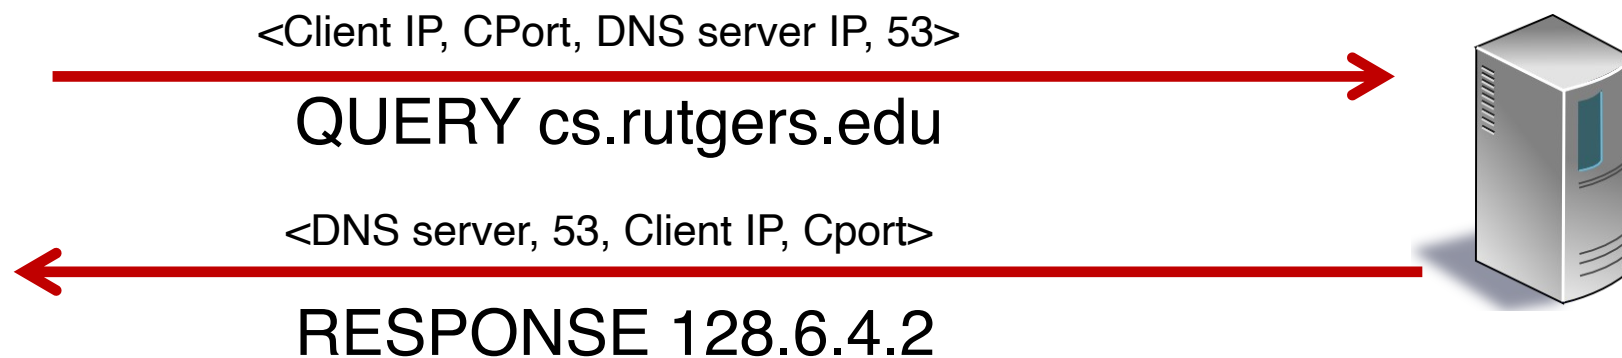 <Client IP, CPort, DNS server IP, 53>
QUERY cs.rutgers.edu
<DNS server, 53, Client IP, Cport>
RESPONSE 128.6.4.2